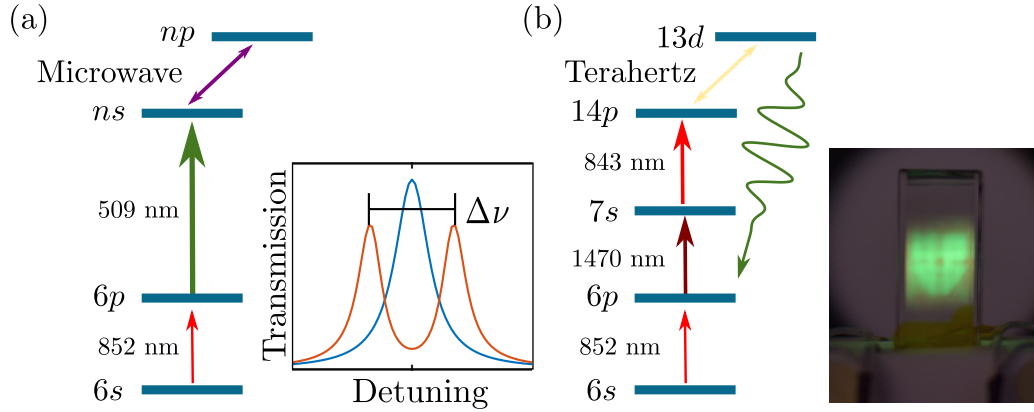 (a)
np
Microwave
ns
509 nm
6p
852 nm
6s
Transmission
Δν
Detuning
(b)
13d
Terahertz
14p
843 nm
7s
1470 nm
6p
852 nm
6s